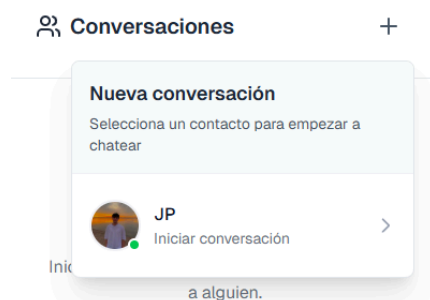 Conversaciones
Nueva conversación
Selecciona un contacto para empezar a
chatear
JP
Iniciar conversación
a alguien.